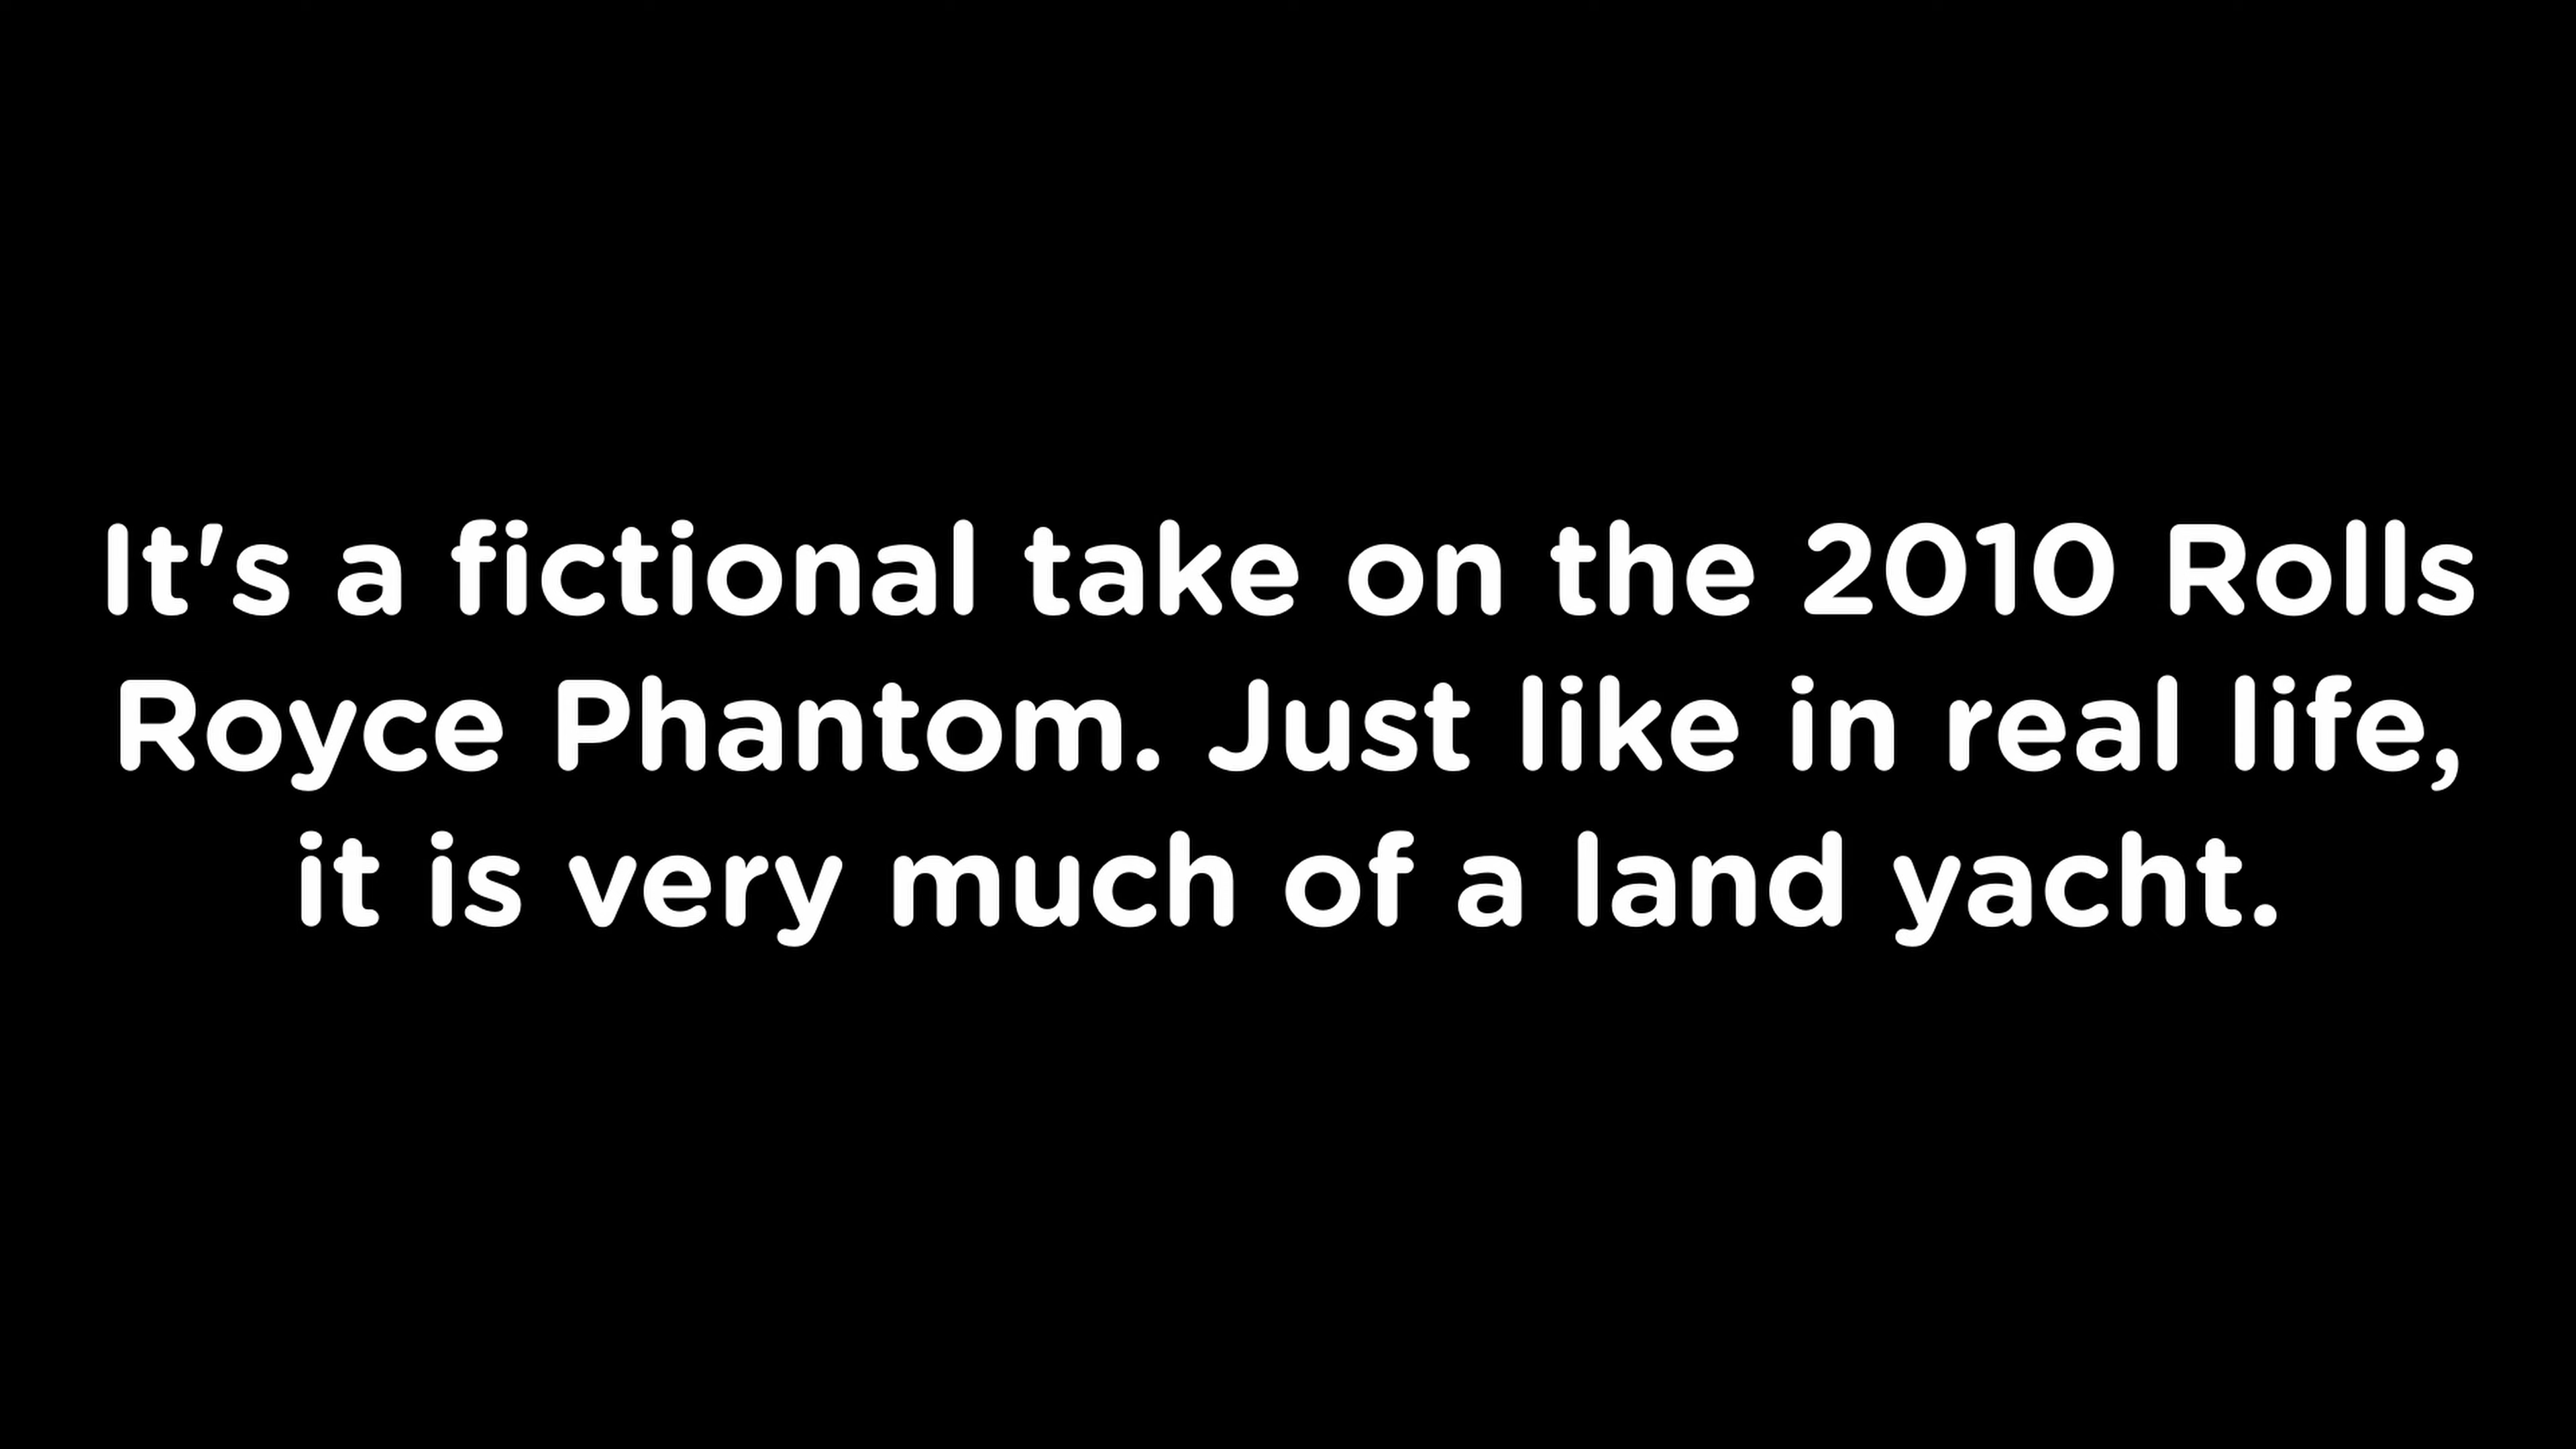 It's a fictional take on the 2010 Rolls
Royce Phantom. Just like in real life,
it is very much of a land yacht.